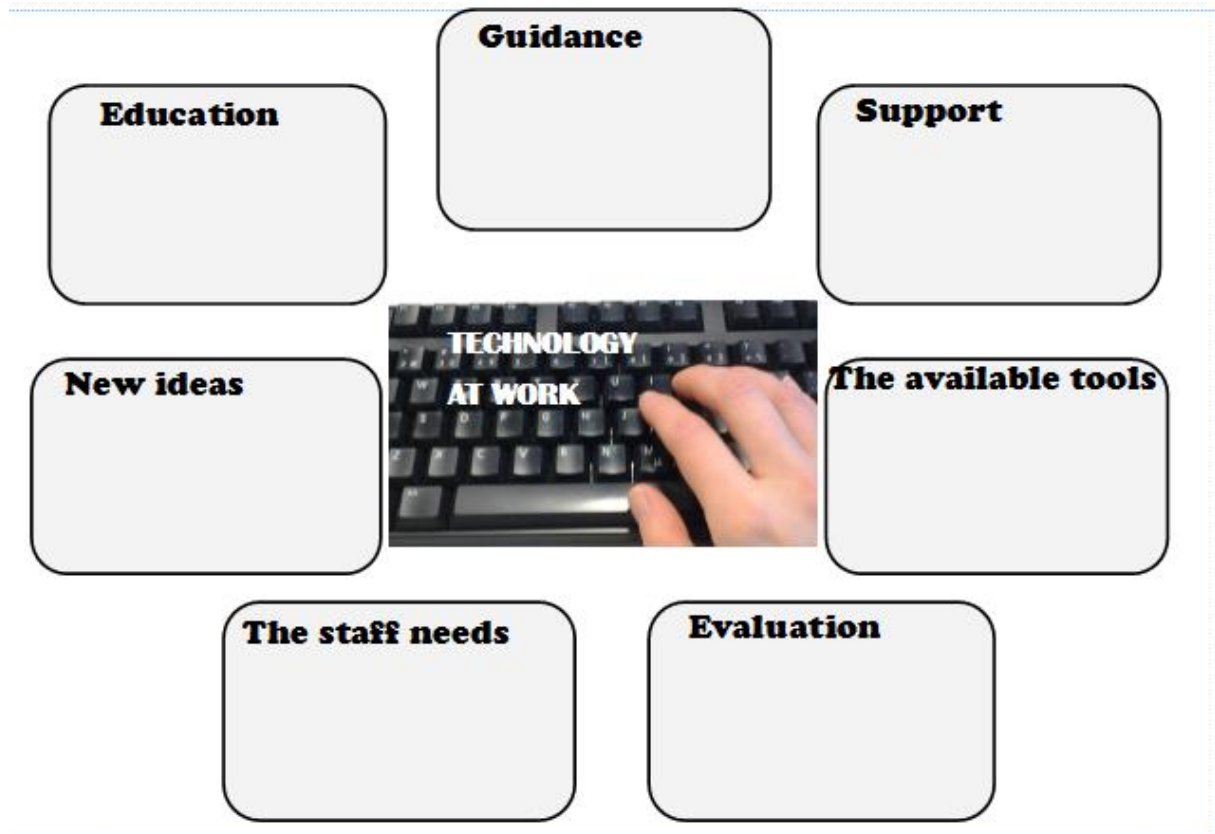 Guidance
Education
Support
TECHNOLOGY
AT WORK
New ideas
The available tools
The staff needs
Evaluation